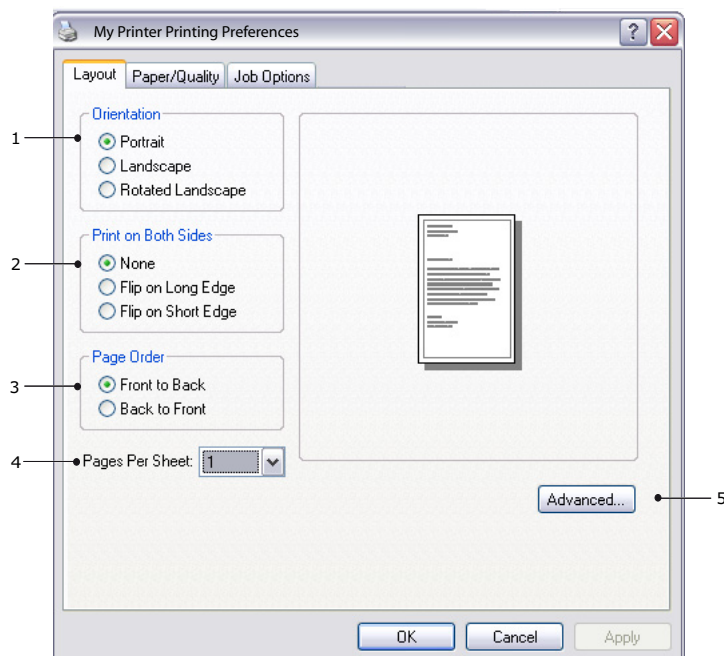 My Printer Printing Preferences
Layout Paper/Quality Job Options
Orientation
1
Portrait
Landscape
Rotated Landscape
Print on Both Sides
2
None
Flip on Long Edge
Flip on Short Edge
Page Order
3
Front to Back
Back to Front
4
Pages Per Sheet: 1
Advanced...
5
OK Cancel Apply